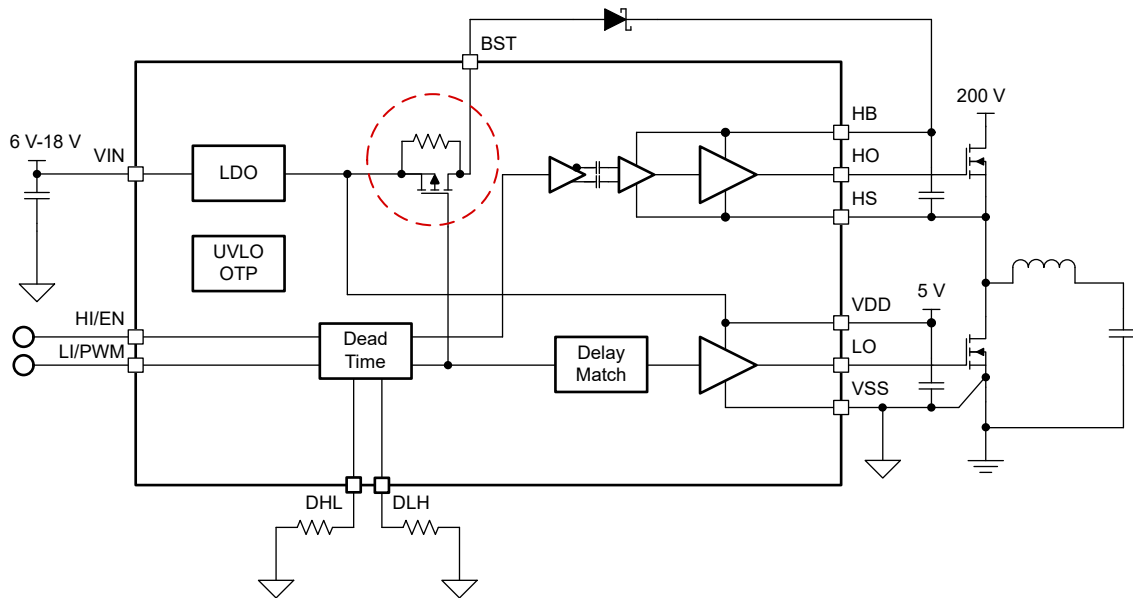 BST
200 V
HB
6 V-18 V
VIN
LDO
HO
HS
UVLO
OTP
5 V
VDD
HI/EN
LI/PWM
Dead
Time
Delay
Match
LO
VSS
DHL
DLH